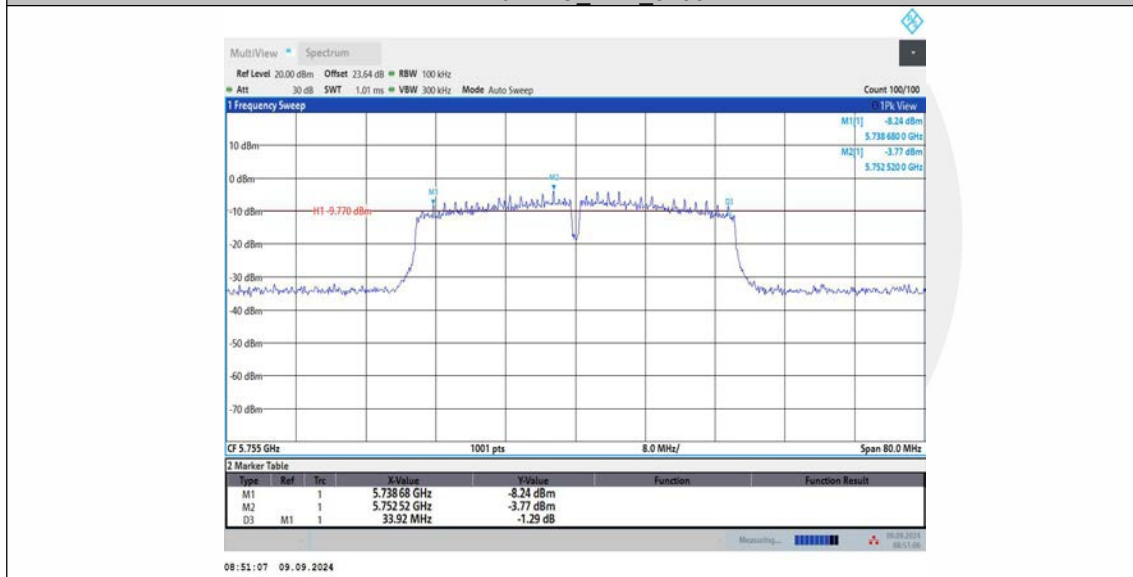 MultiView Spectrum
Ref Level 20.00 dBm Offset 23.64 dB RBW 100 kHz
Att 30 dB SWT 1.01 ms VBW 300 kHz Mode Auto Sweep Count 100/100
1 Frequency Sweep 1Pk View
M1[1] -8.24 dBm
5.738 680 0 GHz
M2[1] -3.77 dBm
5.752 520 0 GHz
10 dBm
0 dBm
M2
M1
D3
-10 dBm
H1 -9.770 dBm
-20 dBm
-30 dBm
-40 dBm
-50 dBm
-60 dBm
-70 dBm
CF 5.755 GHz 1001 pts 8.0 MHz/ Span 80.0 MHz
2 Marker Table
Type Ref Trc X-Value Y-Value Function Function Result
M1 1 5.738 68 GHz -8.24 dBm
M2 1 5.752 52 GHz -3.77 dBm
D3 M1 1 33.92 MHz -1.29 dB
Measuring... 09.09.2024
08:51:06
08:51:07 09.09.2024